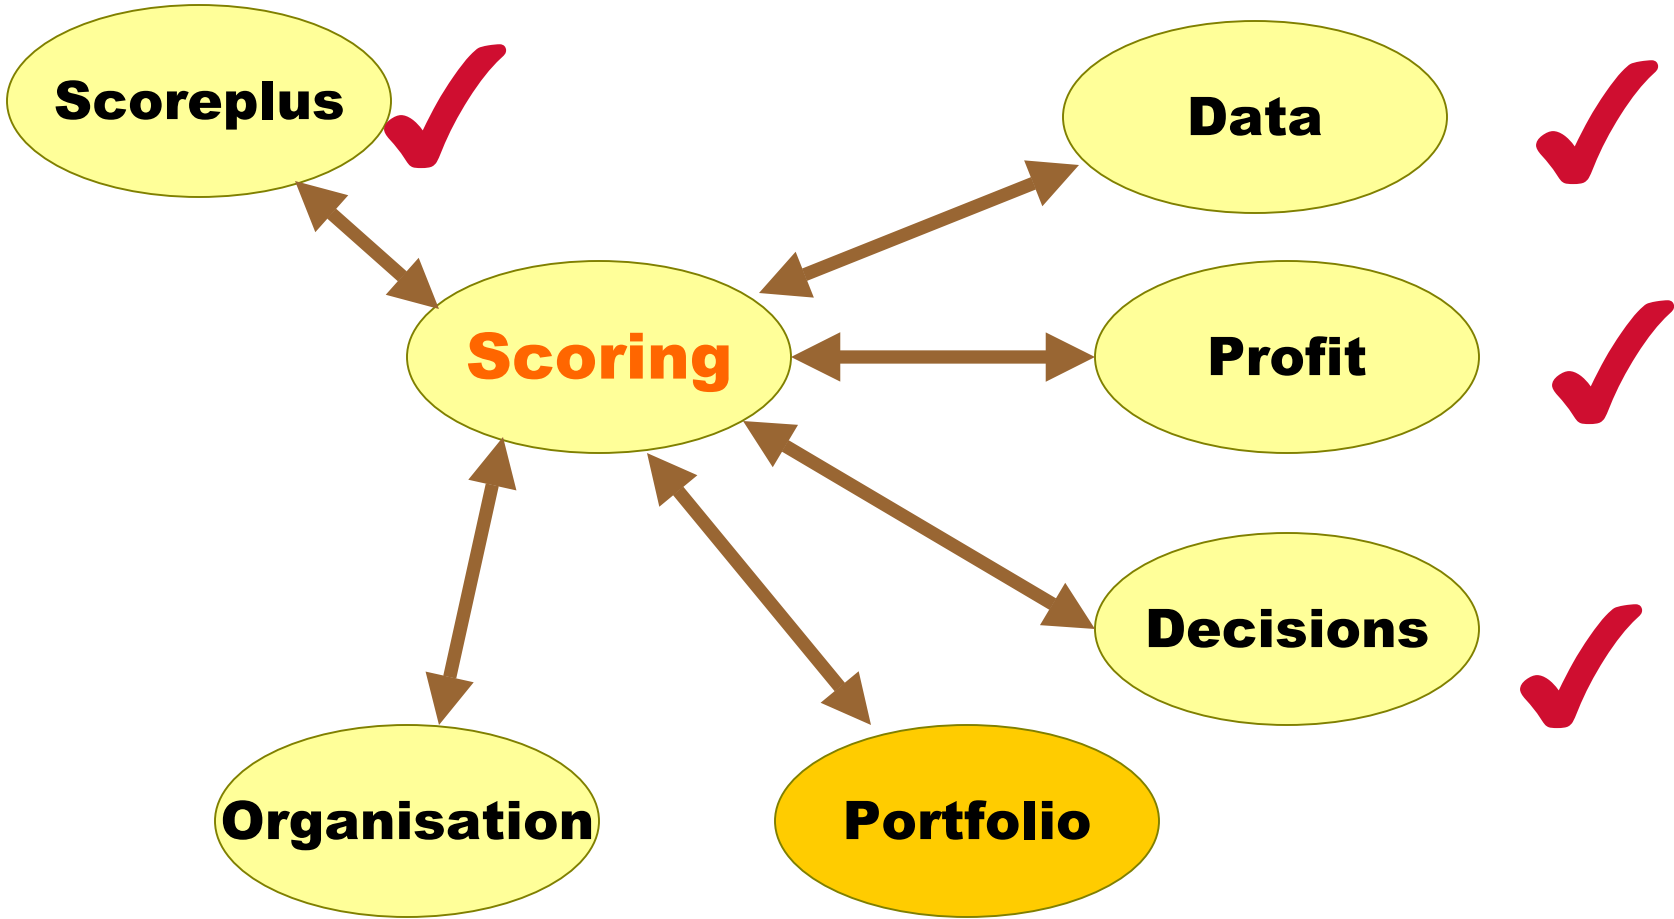 Scoreplus
Data
Scoring
Profit
Decisions
Organisation
Portfolio